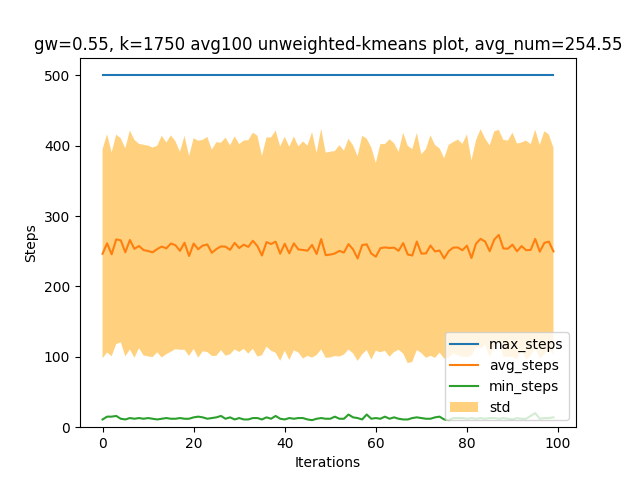 gw=0.55, k=1750 avg100 unweighted-kmeans plot, avg_num=254.55
500
400
300
200
100
0
Steps
max_steps
avg_steps
min_steps
std
0 20 40 60 80 100
Iterations